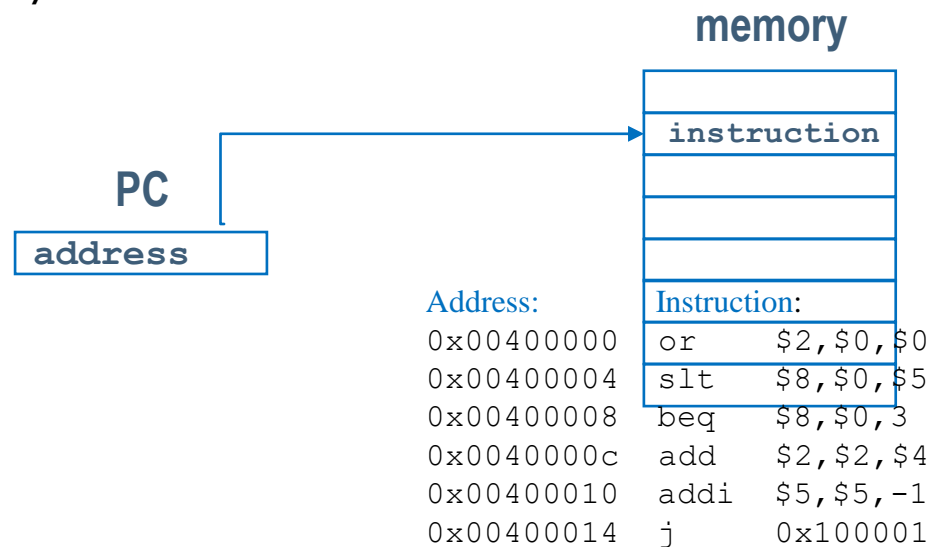 memory
instruction
PC
address
Address: Instruction:
0x00400000 or $2,$0,$0
0x00400004 slt $8,$0,$5
0x00400008 beq $8,$0,3
0x0040000c add $2,$2,$4
0x00400010 addi $5,$5,-1
0x00400014 j 0x100001